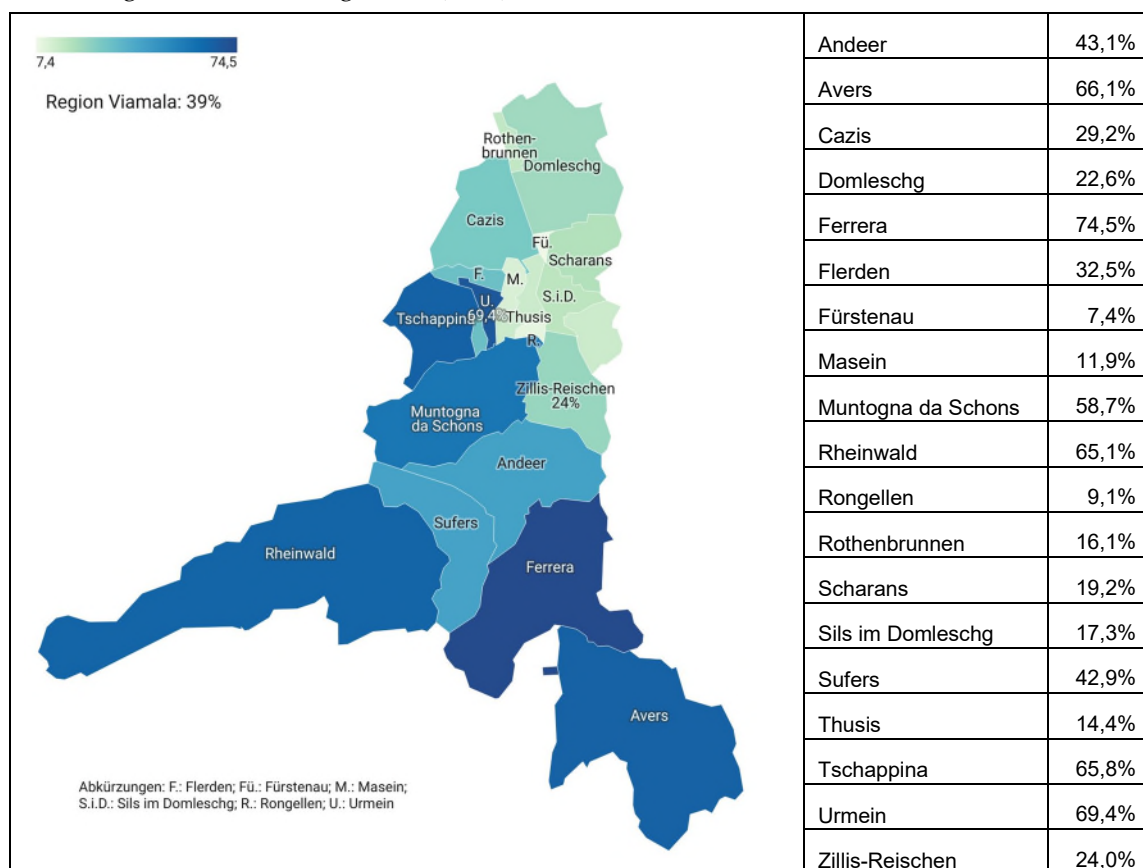 7,4 74,5
Region Viamala: 39%
Rothen-
brunnen
Domleschg
Cazis
Fü.
Scharans
F.
M.
U.
69,4%
S.i.D.
Tschappina
Thusis
R.
Zillis-Reischen
24%
Muntogna
da Schons
Andeer
Sufers
Rheinwald
Ferrera
Avers
Abkürzungen: F.: Flerden; Fü.: Fürstenau; M.: Masein;
S.i.D.: Sils im Domleschg; R.: Rongellen; U.: Urmein
Andeer 43,1%
Avers 66,1%
Cazis 29,2%
Domleschg 22,6%
Ferrera 74,5%
Flerden 32,5%
Fürstenau 7,4%
Masein 11,9%
Muntogna da Schons 58,7%
Rheinwald 65,1%
Rongellen 9,1%
Rothenbrunnen 16,1%
Scharans 19,2%
Sils im Domleschg 17,3%
Sufers 42,9%
Thusis 14,4%
Tschappina 65,8%
Urmein 69,4%
Zillis-Reischen 24,0%